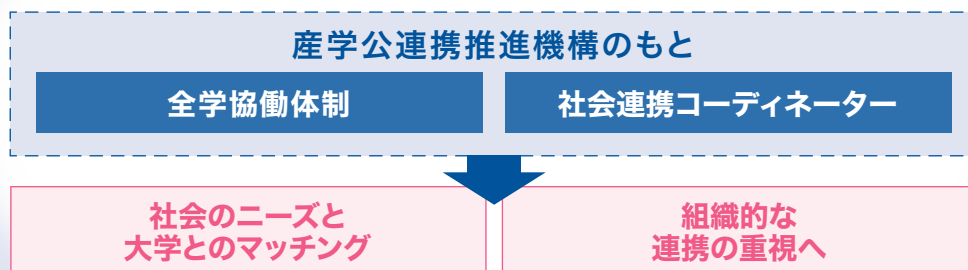 産学公連携推進機構のもと
全学協働体制
社会連携コーディネーター
社会のニーズと
大学とのマッチング
組織的な
連携の重視へ